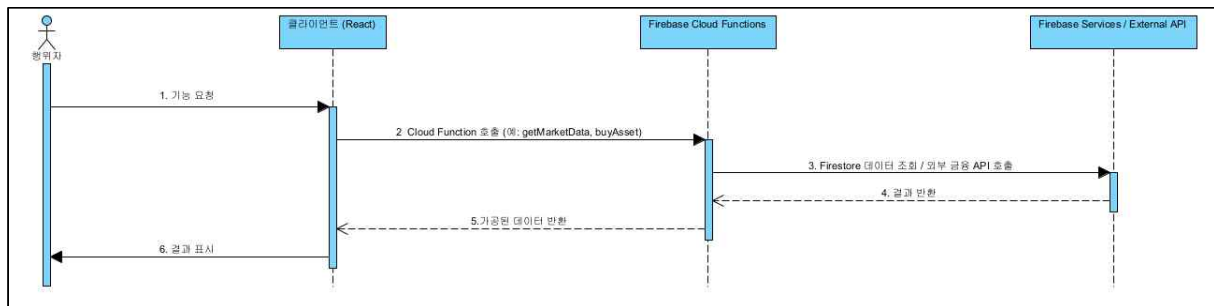 클라이언트 (React)
Firebase Cloud Functions
Firebase Services / External API
행위자
1. 기능 요청
2 Cloud Function 호출 (예: getMarketData, buyAsset)
3. Firestore 데이터 조회 / 외부 금융 API 호출
4. 결과 반환
5.가공된 데이터 반환
6. 결과 표시